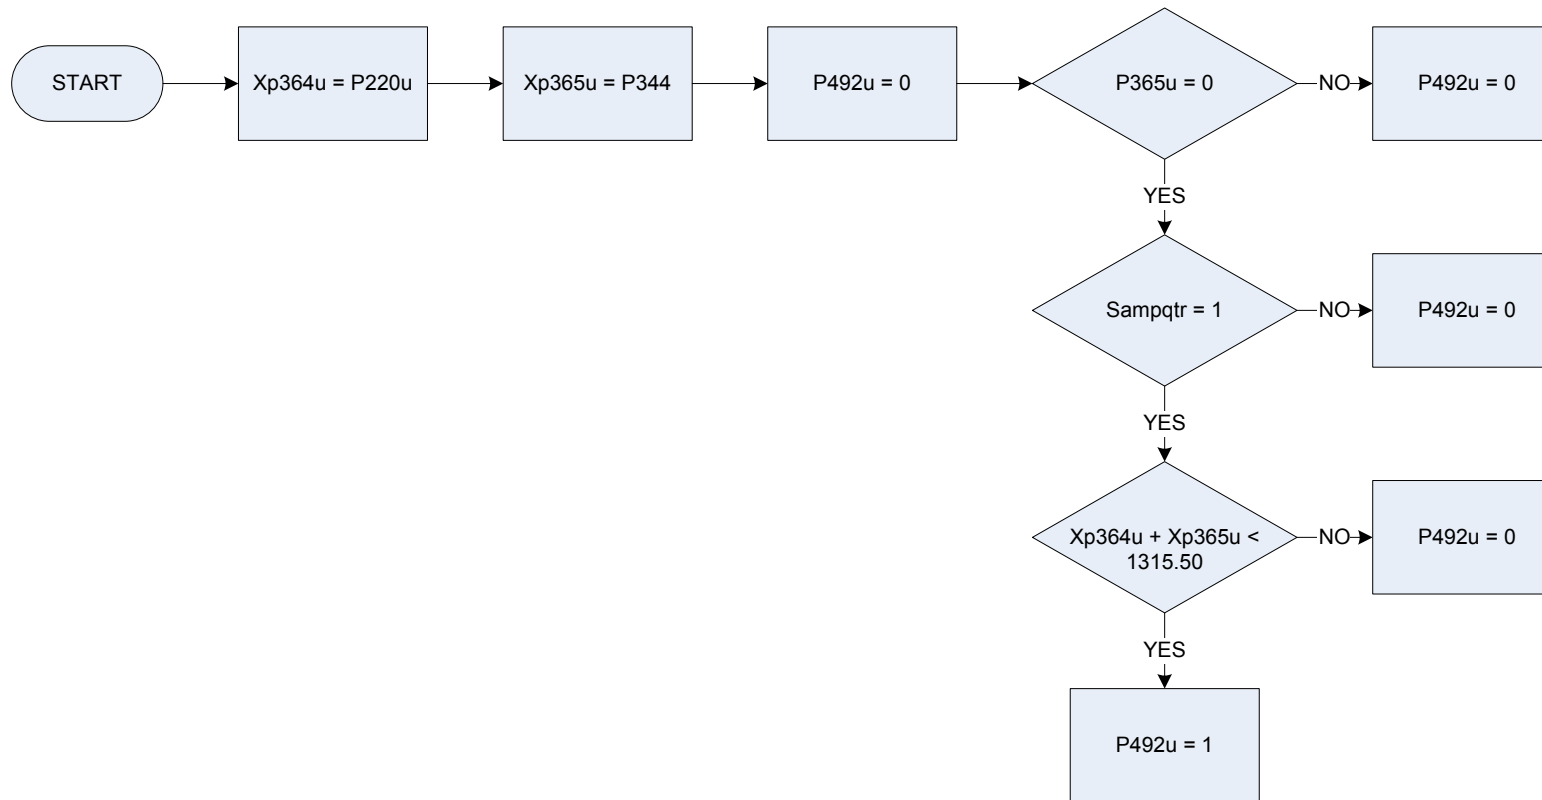 START
Xp364u = P220u
Xp365u = P344
P492u = 0
P365u = 0
NO
P492u = 0
YES
Sampqtr = 1
NO
P492u = 0
YES
Xp364u + Xp365u <
1315.50
NO
P492u = 0
YES
P492u = 1